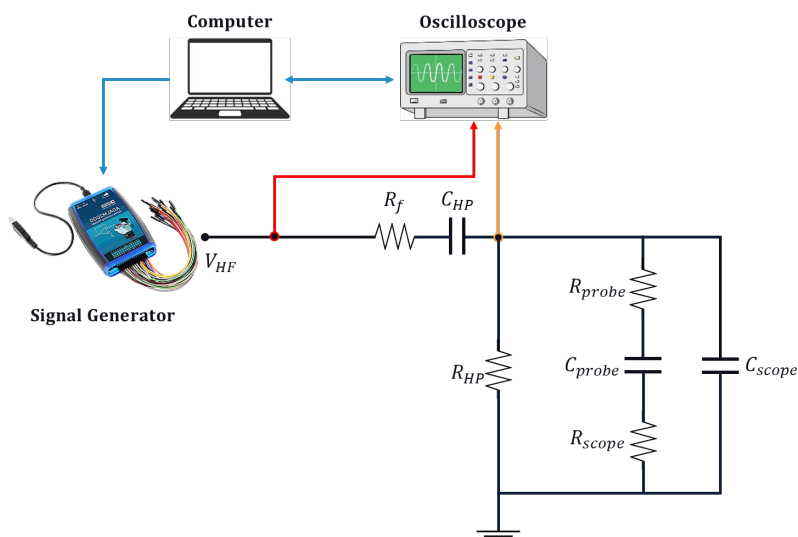 Computer
Oscilloscope
R_f
C_HP
V_HF
Signal Generator
R_probe
R_HP
C_probe
C_scope
R_scope